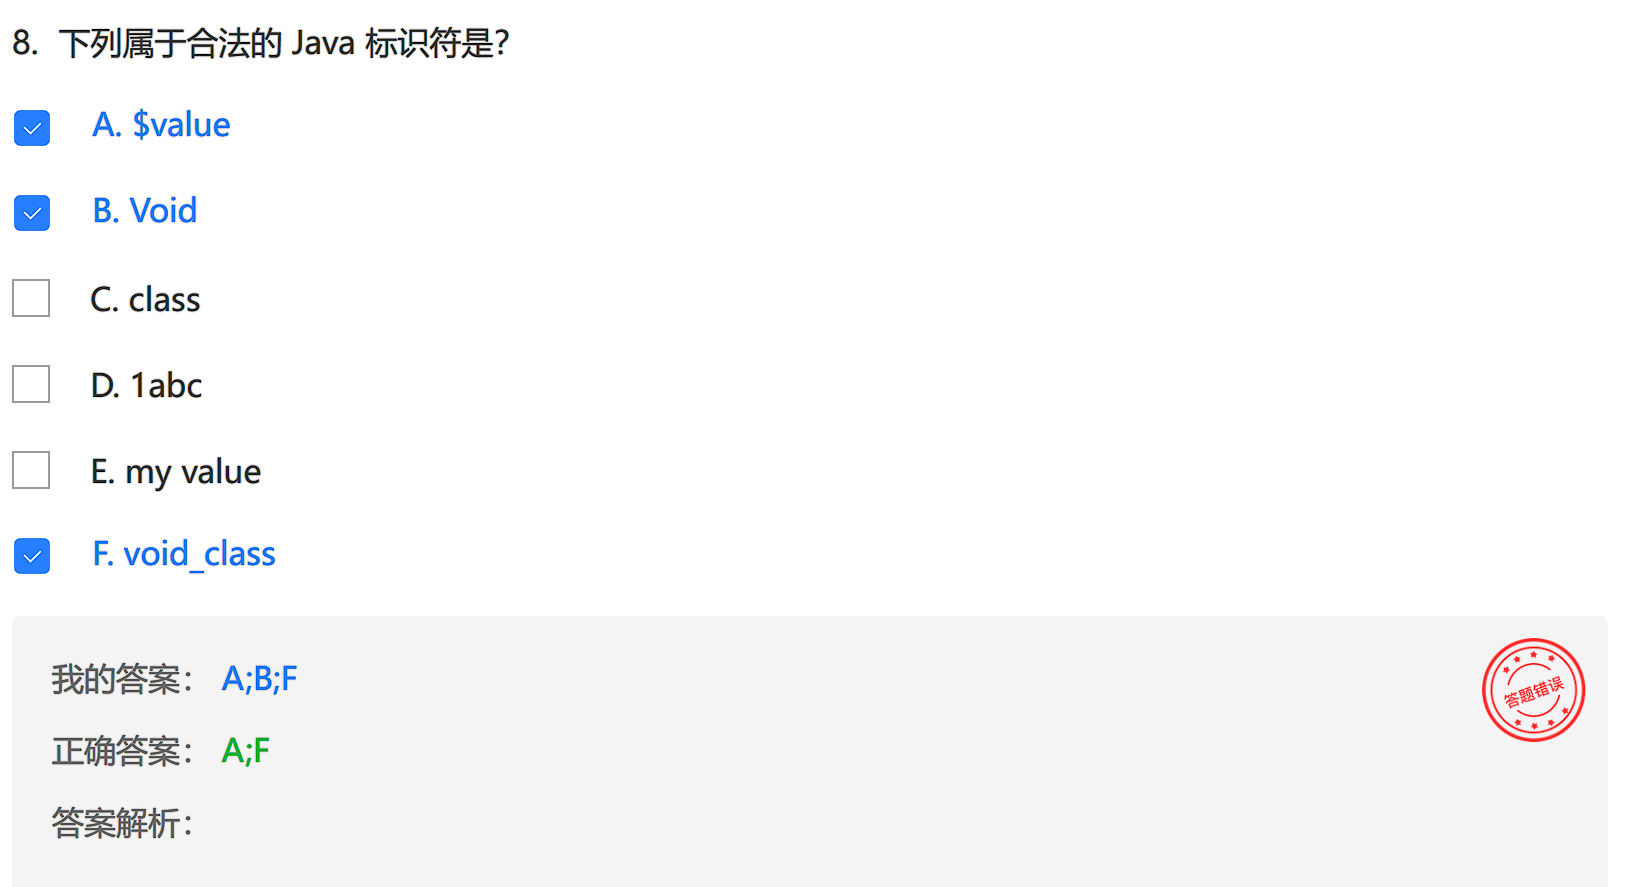 8. 下列属于合法的 Java 标识符是?
A. $value
B. Void
C. class
D. 1abc
E. my value
F. void_class
我的答案： A;B;F
答题错误
正确答案： A;F
答案解析：